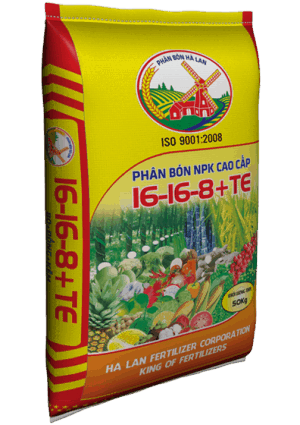 PHÂN BÓN HÀ LAN
ISO 9001:2008
PHÂN BÓN NPK CAO CẤP
16-16-8+TE
50Kg
HA LAN FERTILIZER CORPORATION
KING OF FERTILIZERS
16-16-8+TE